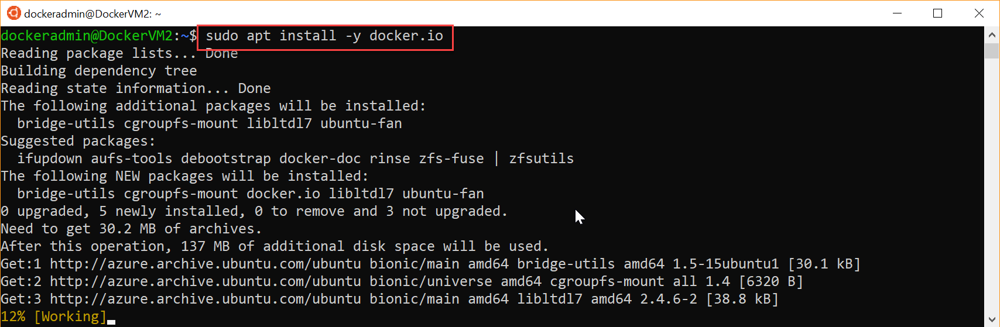 dockeradmin@DockerVM2: ~
dockeradmin@DockerVM2:~$ sudo apt install -y docker.io
Reading package lists... Done
Building dependency tree
Reading state information... Done
The following additional packages will be installed:
  bridge-utils cgroupfs-mount libltdl7 ubuntu-fan
Suggested packages:
  ifupdown aufs-tools debootstrap docker-doc rinse zfs-fuse | zfsutils
The following NEW packages will be installed:
  bridge-utils cgroupfs-mount docker.io libltdl7 ubuntu-fan
0 upgraded, 5 newly installed, 0 to remove and 3 not upgraded.
Need to get 30.2 MB of archives.
After this operation, 137 MB of additional disk space will be used.
Get:1 http://azure.archive.ubuntu.com/ubuntu bionic/main amd64 bridge-utils amd64 1.5-15ubuntu1 [30.1 kB]
Get:2 http://azure.archive.ubuntu.com/ubuntu bionic/universe amd64 cgroupfs-mount all 1.4 [6320 B]
Get:3 http://azure.archive.ubuntu.com/ubuntu bionic/main amd64 libltdl7 amd64 2.4.6-2 [38.8 kB]
12% [Working]